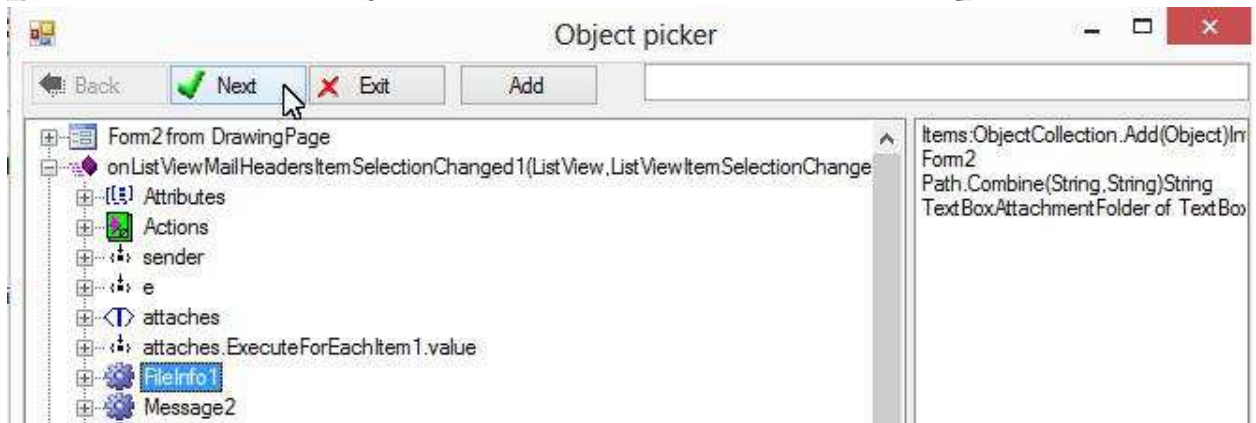 Object picker
Back Next Exit Add
Form2 from DrawingPage
onListViewMailHeadersItemSelectionChanged1(ListView,ListViewItemSelectionChange
Attributes
Actions
sender
e
attaches
attaches.ExecuteForEachItem1.value
FileInfo1
Message2
Items:ObjectCollection.Add(Object)In
Form2
Path.Combine(String,String)String
TextBoxAttachmentFolder of TextBo